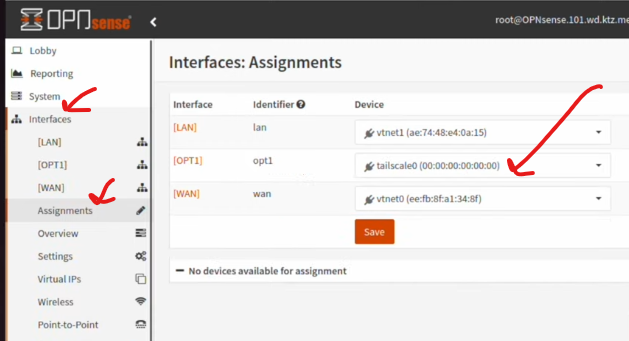 OPNsense
root@OPNsense.101.wd.ktz.me
Lobby
Reporting
System
Interfaces
[LAN]
[OPT1]
[WAN]
Assignments
Overview
Settings
Virtual IPs
Wireless
Point-to-Point
Interfaces: Assignments
Interface Identifier Device
[LAN] lan vtnet1 (ae:74:48:e4:0a:15)
[OPT1] opt1 tailscale0 (00:00:00:00:00:00)
[WAN] wan vtnet0 (ee:fb:8f:a1:34:8f)
Save
No devices available for assignment